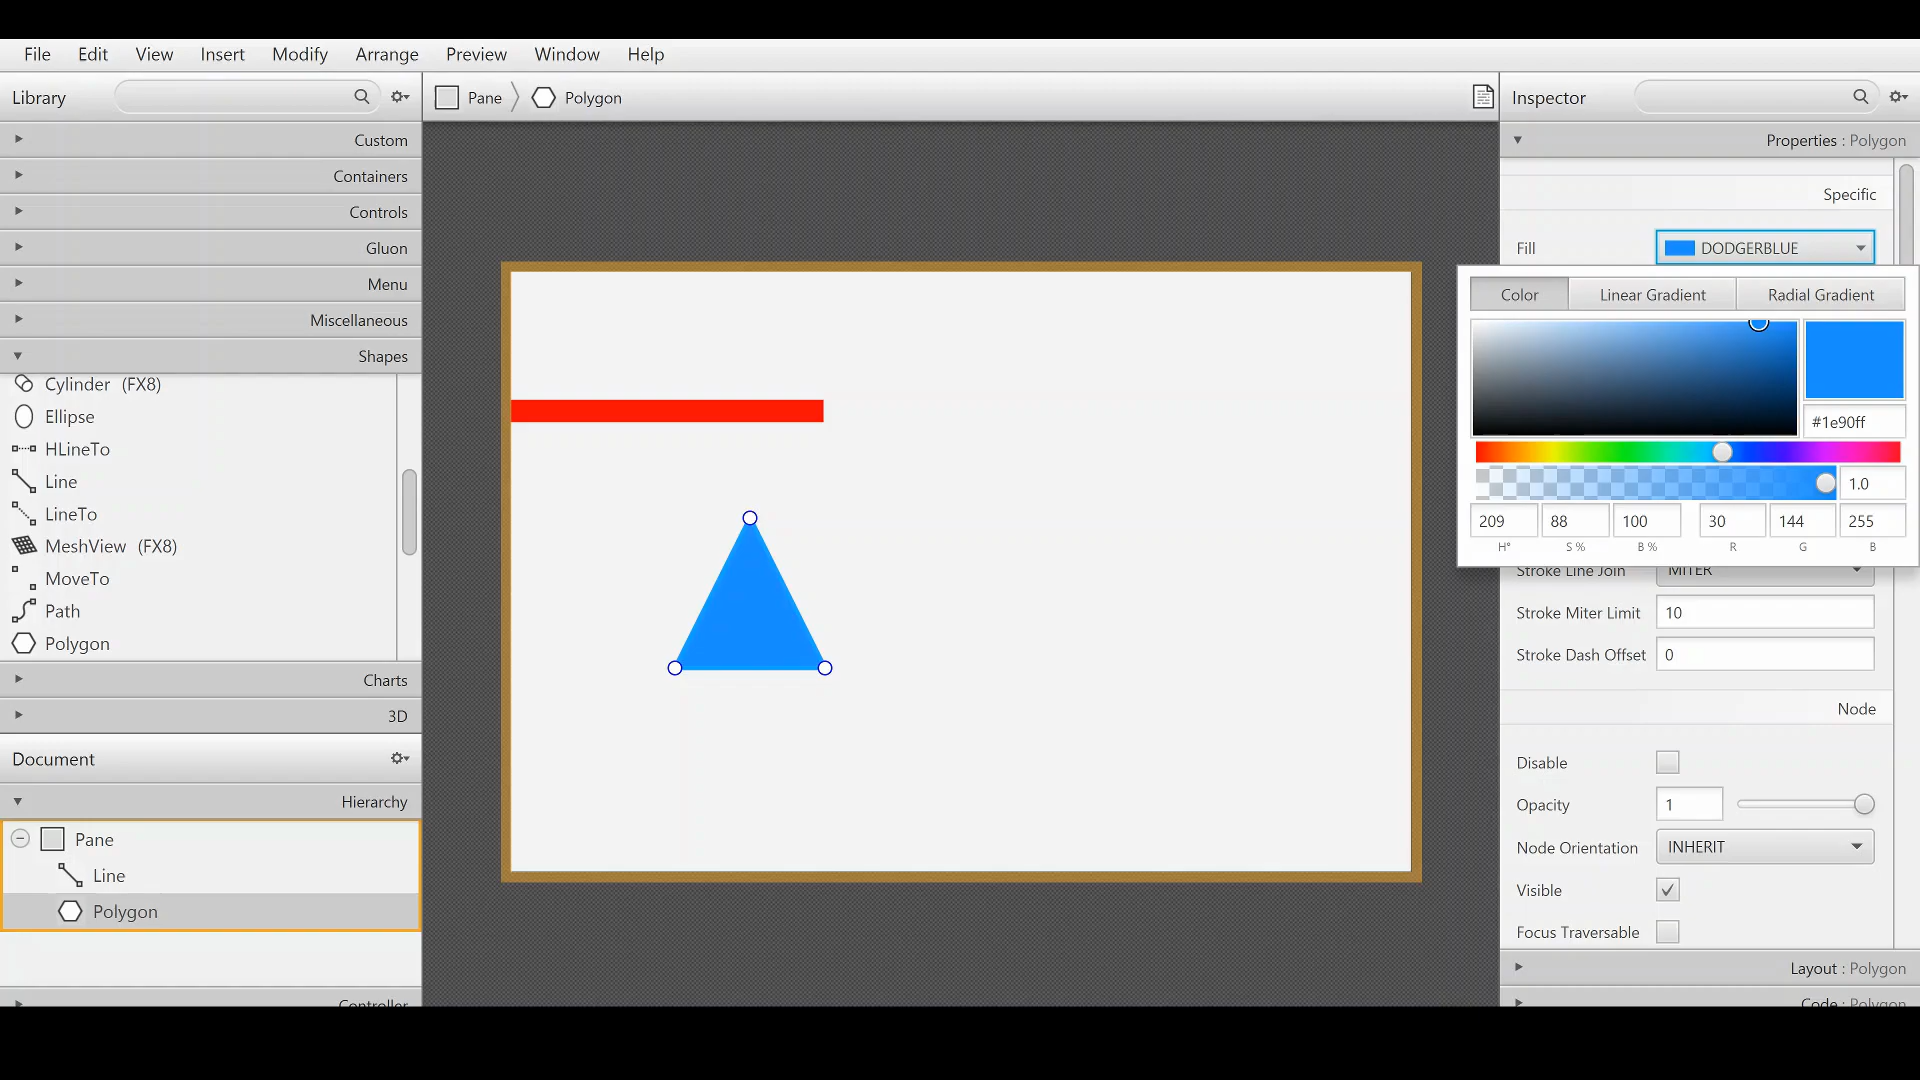 File Edit View Insert Modify Arrange Preview Window Help
Library
Pane Polygon
Inspector
Custom
Containers
Controls
Gluon
Menu
Miscellaneous
Shapes
Cylinder (FX8)
Ellipse
HLineTo
Line
LineTo
MeshView (FX8)
MoveTo
Path
Polygon
Charts
3D
Document
Hierarchy
Pane
Line
Polygon
Controller
Properties : Polygon
Specific
Fill DODGERBLUE
Color Linear Gradient Radial Gradient
#1e90ff
1.0
209 88 100 30 144 255
H° S % B % R G B
Stroke Line Join MITER
Stroke Miter Limit 10
Stroke Dash Offset 0
Node
Disable
Opacity 1
Node Orientation INHERIT
Visible
Focus Traversable
Layout : Polygon
Code : Polygon